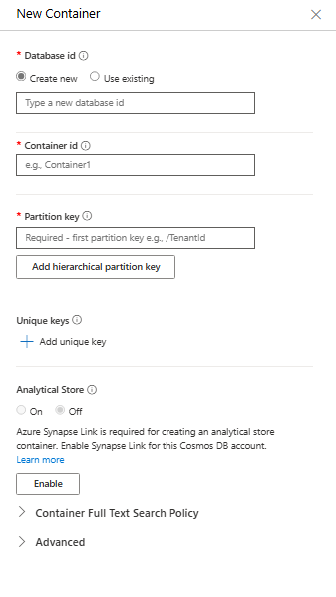 New Container
* Database id
Create new Use existing
Type a new database id
* Container id
e.g., Container1
* Partition key
Required - first partition key e.g., /TenantId
Add hierarchical partition key
Unique keys
Add unique key
Analytical Store
On Off
Azure Synapse Link is required for creating an analytical store
container. Enable Synapse Link for this Cosmos DB account.
Learn more
Enable
Container Full Text Search Policy
Advanced